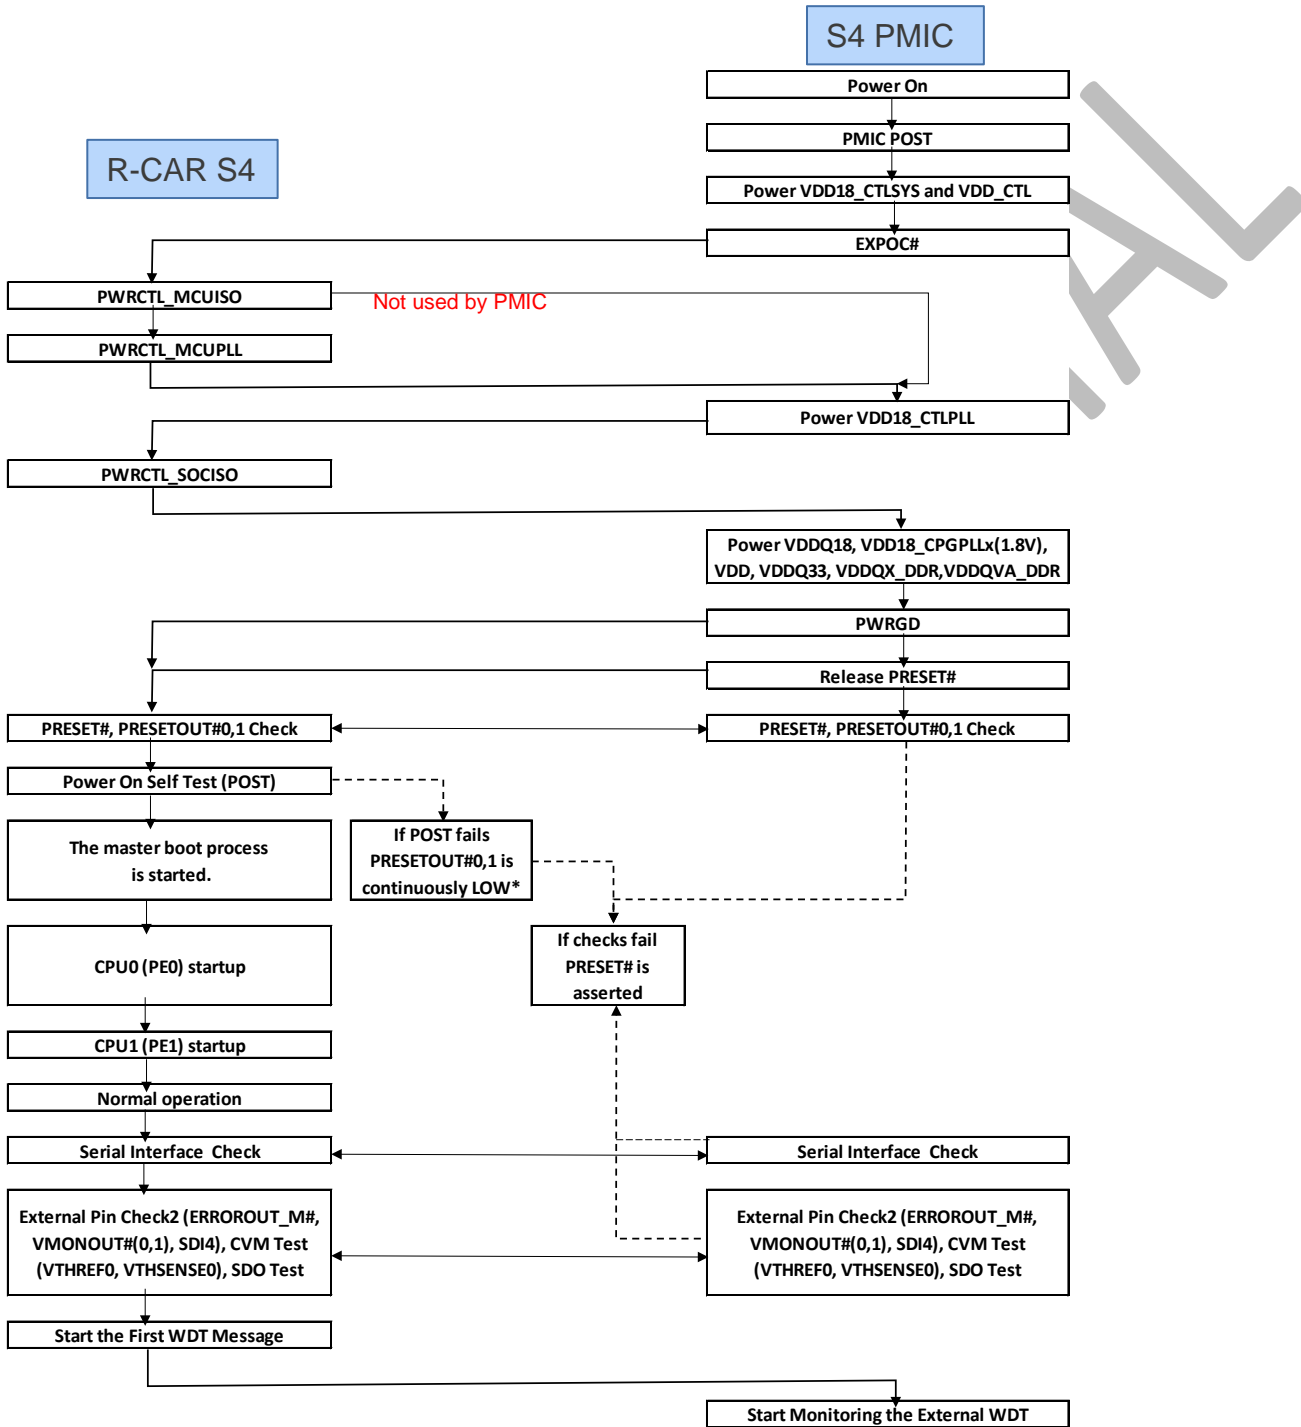 S4 PMIC
Power On
PMIC POST
R-CAR S4
Power VDD18_CTLSYS and VDD_CTL
EXPOC#
PWRCTL_MCUISO
Not used by PMIC
PWRCTL_MCUPLL
Power VDD18_CTLPLL
PWRCTL_SOCISO
Power VDDQ18, VDD18_CPGPLLx(1.8V),
VDD, VDDQ33, VDDQX_DDR,VDDQVA_DDR
PWRGD
Release PRESET#
PRESET#, PRESETOUT#0,1 Check
PRESET#, PRESETOUT#0,1 Check
Power On Self Test (POST)
The master boot process
is started.
If POST fails
PRESETOUT#0,1 is
continuously LOW*
CPU0 (PE0) startup
If checks fail
PRESET# is
asserted
CPU1 (PE1) startup
Normal operation
Serial Interface Check
Serial Interface Check
External Pin Check2 (ERROROUT_M#,
VMONOUT#(0,1), SDI4), CVM Test
(VTHREF0, VTHSENSE0), SDO Test
External Pin Check2 (ERROROUT_M#,
VMONOUT#(0,1), SDI4), CVM Test
(VTHREF0, VTHSENSE0), SDO Test
Start the First WDT Message
Start Monitoring the External WDT